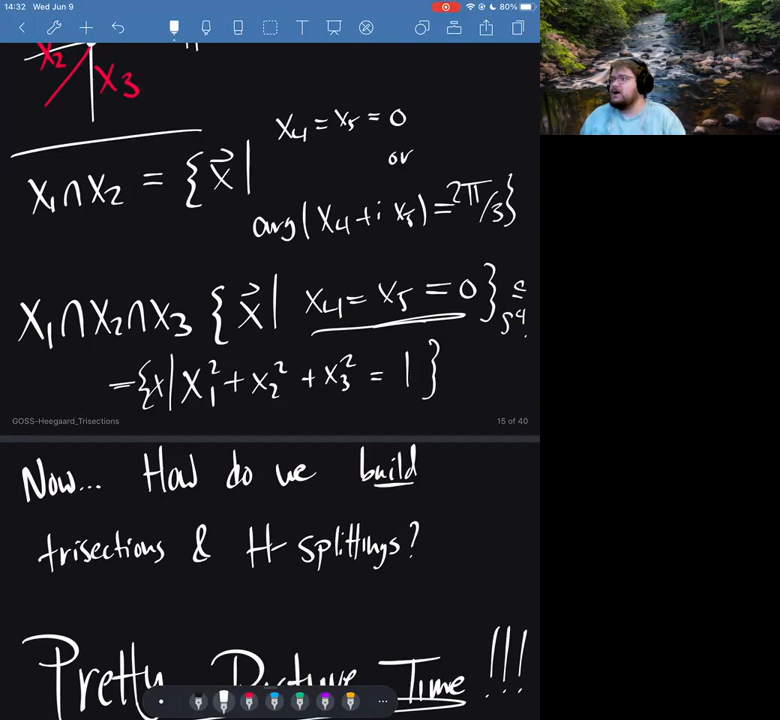 14:32 Wed Jun 9
80%
X₂
X₃
X₄ = X₅ = 0
or
X₁∩X₂ = {x⃗|
arg(X₄ + i X₅) = 2π/3}
X₁∩X₂∩X₃ {x⃗| X₄ = X₅ = 0}
= {x| X₁² + X₂² + X₃² = 1}
GOSS-Heegaard_Trisections
15 of 40
Now... How do we build
trisections & H-splittings?
Pretty Picture Time!!!